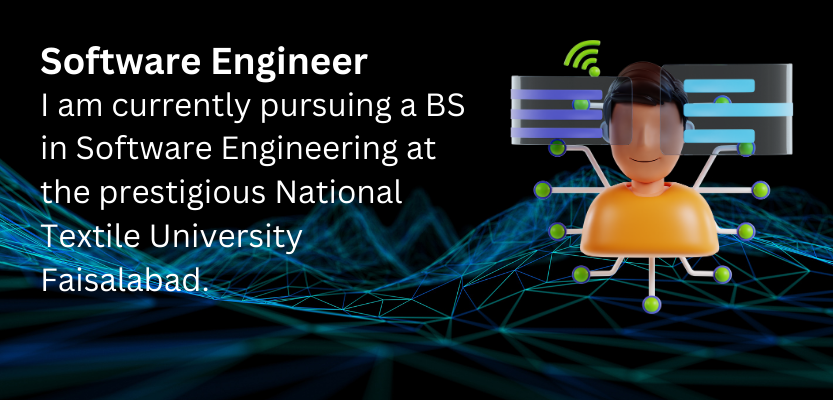 Software Engineer
I am currently pursuing a BS
in Software Engineering at
the prestigious National
Textile University
Faisalabad.